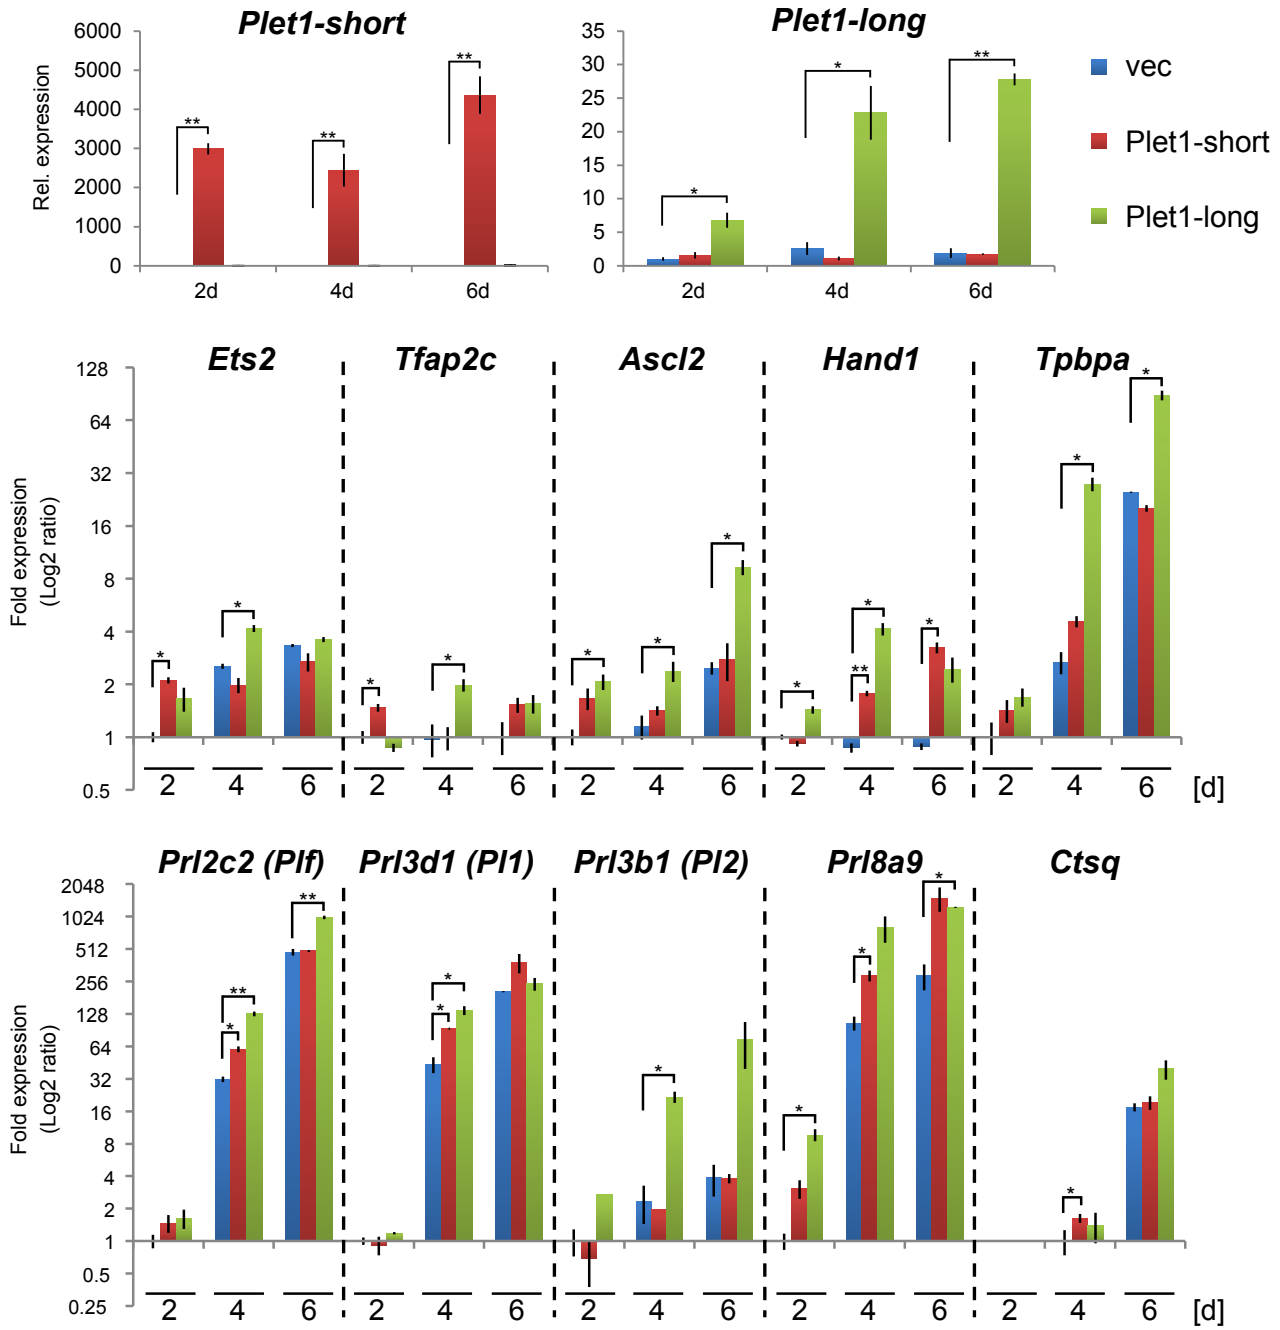 Plet1-short
Plet1-long
Rel. expression
6000
5000
4000
3000
2000
1000
0
** ** **
2d 4d 6d
35
30
25
20
15
10
5
0
* * **
2d 4d 6d
vec
Plet1-short
Plet1-long
Ets2 Tfap2c Ascl2 Hand1 Tpbpa
Fold expression
(Log2 ratio)
128
64
32
16
8
4
2
1
0.5
* * * * * * * * ** * * * *
2 4 6 2 4 6 2 4 6 2 4 6 2 4 6 [d]
Prl2c2 (Plf) Prl3d1 (Pl1) Prl3b1 (Pl2) Prl8a9 Ctsq
Fold expression
(Log2 ratio)
2048
1024
512
256
128
64
32
16
8
4
2
1
0.5
0.25
* ** ** * * * * * * *
2 4 6 2 4 6 2 4 6 2 4 6 2 4 6 [d]